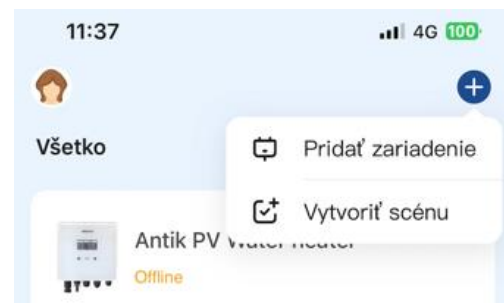 11:37 4G 100
Všetko
Pridať zariadenie
Vytvoriť scénu
Antik PV Water heater
Offline